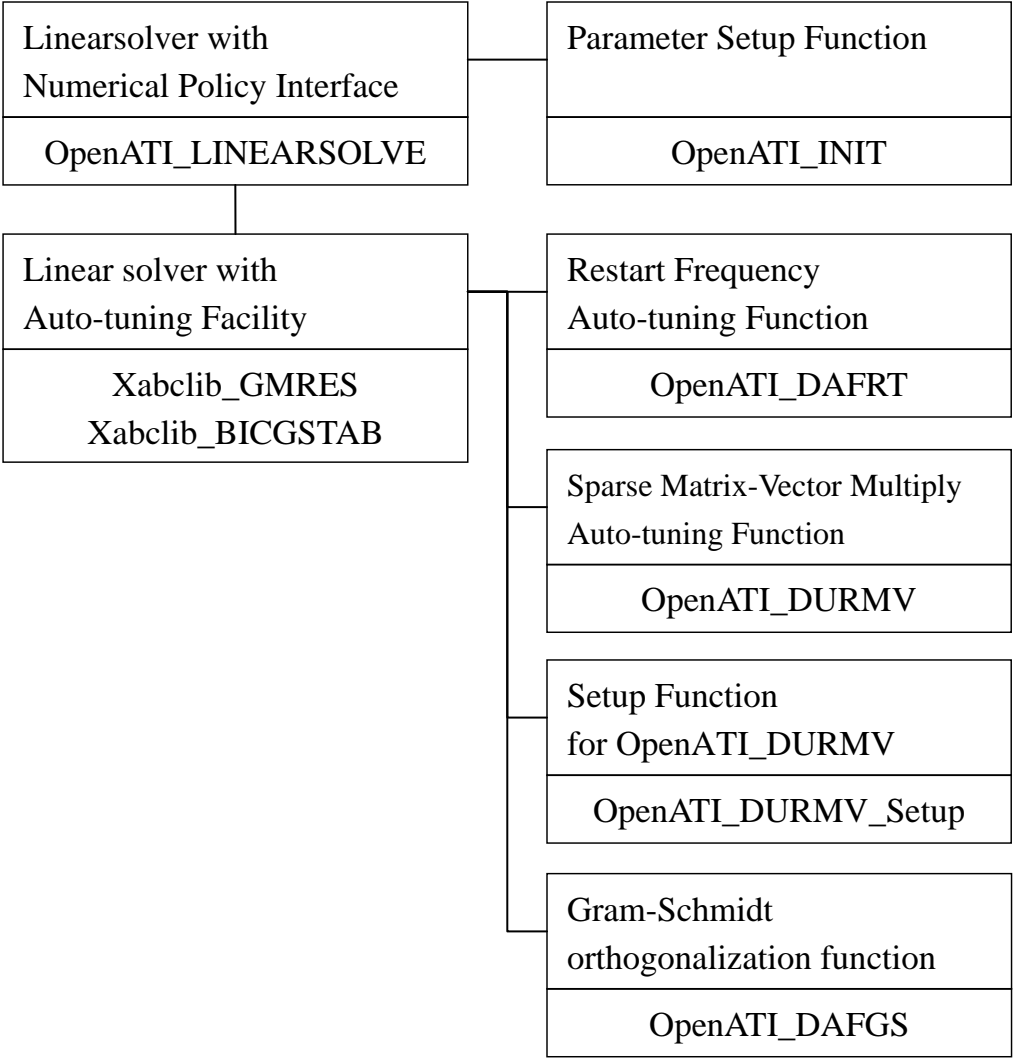 Linearsolver with
Numerical Policy Interface
OpenATI_LINEARSOLVE
Parameter Setup Function
OpenATI_INIT
Linear solver with
Auto-tuning Facility
Xabclib_GMRES
Xabclib_BICGSTAB
Restart Frequency
Auto-tuning Function
OpenATI_DAFRT
Sparse Matrix-Vector Multiply
Auto-tuning Function
OpenATI_DURMV
Setup Function
for OpenATI_DURMV
OpenATI_DURMV_Setup
Gram-Schmidt
orthogonalization function
OpenATI_DAFGS